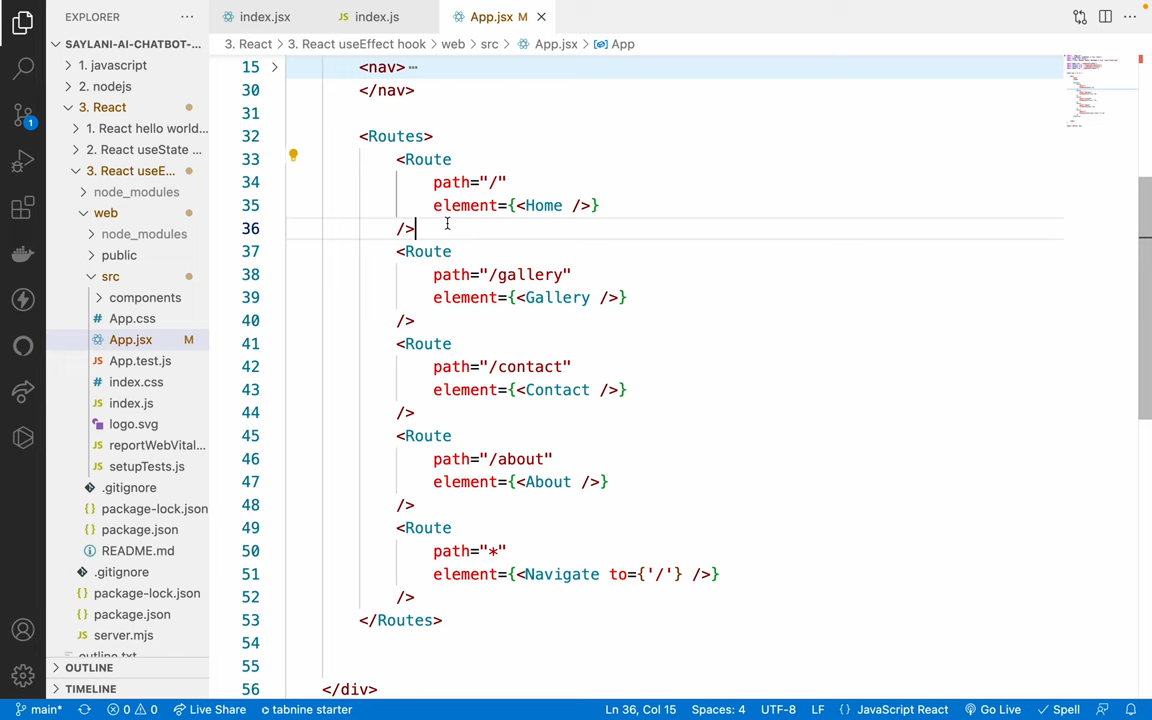 EXPLORER
index.jsx
JS index.js
App.jsx M
SAYLANI-AI-CHATBOT-...
3. React > 3. React useEffect hook > web > src > App.jsx > App
1. javascript
2. nodejs
3. React
1. React hello world...
2. React useState ...
3. React useE...
node_modules
web
node_modules
public
src
components
# App.css
App.jsx M
JS App.test.js
# index.css
JS index.js
logo.svg
JS reportWebVital...
JS setupTests.js
.gitignore
{} package-lock.json
{} package.json
README.md
.gitignore
{} package-lock.json
{} package.json
JS server.mjs
outline.txt
OUTLINE
TIMELINE
1
15 <nav>
30 </nav>
31
32 <Routes>
33 <Route
34 path="/"
35 element={<Home />}
36 />
37 <Route
38 path="/gallery"
39 element={<Gallery />}
40 />
41 <Route
42 path="/contact"
43 element={<Contact />}
44 />
45 <Route
46 path="/about"
47 element={<About />}
48 />
49 <Route
50 path="*"
51 element={<Navigate to={'/'} />}
52 />
53 </Routes>
54
55
56 </div>
main* 0 0 Live Share tabnine starter Ln 36, Col 15 Spaces: 4 UTF-8 LF {} JavaScript React Go Live Spell